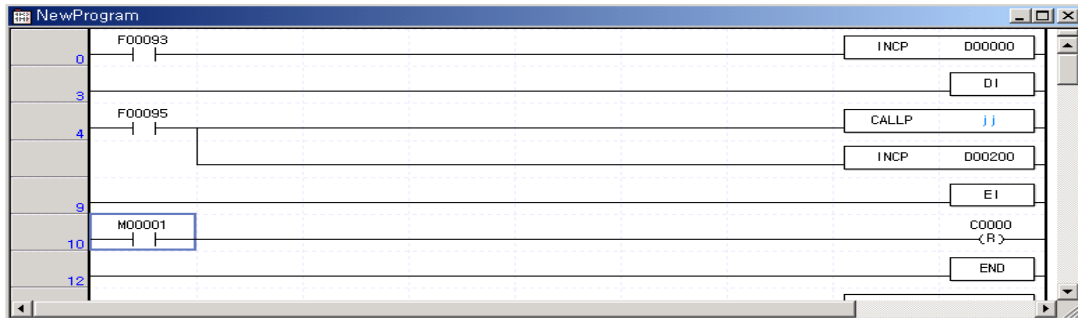 NewProgram
F00093
0 INCP D00000
3 DI
F00095
4 CALLP jj
INCP D00200
9 EI
M00001 C0000
10 (R)
12 END